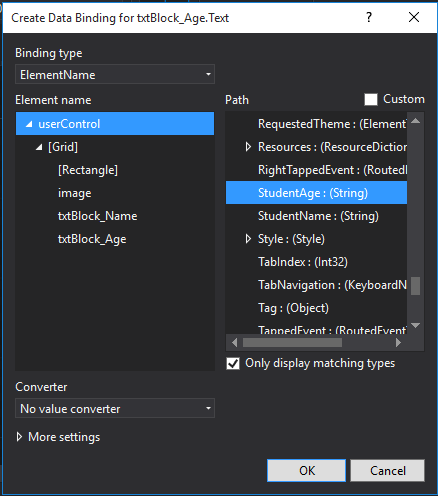 Create Data Binding for txtBlock_Age.Text
Binding type
ElementName
Element name
userControl
[Grid]
[Rectangle]
image
txtBlock_Name
txtBlock_Age
Path
Custom
RequestedTheme : (ElementT
Resources : (ResourceDiction
RightTappedEvent : (RoutedE
StudentAge : (String)
StudentName : (String)
Style : (Style)
TabIndex : (Int32)
TabNavigation : (KeyboardN
Tag : (Object)
TappedEvent : (RoutedEvent)
Only display matching types
Converter
No value converter
More settings
OK
Cancel